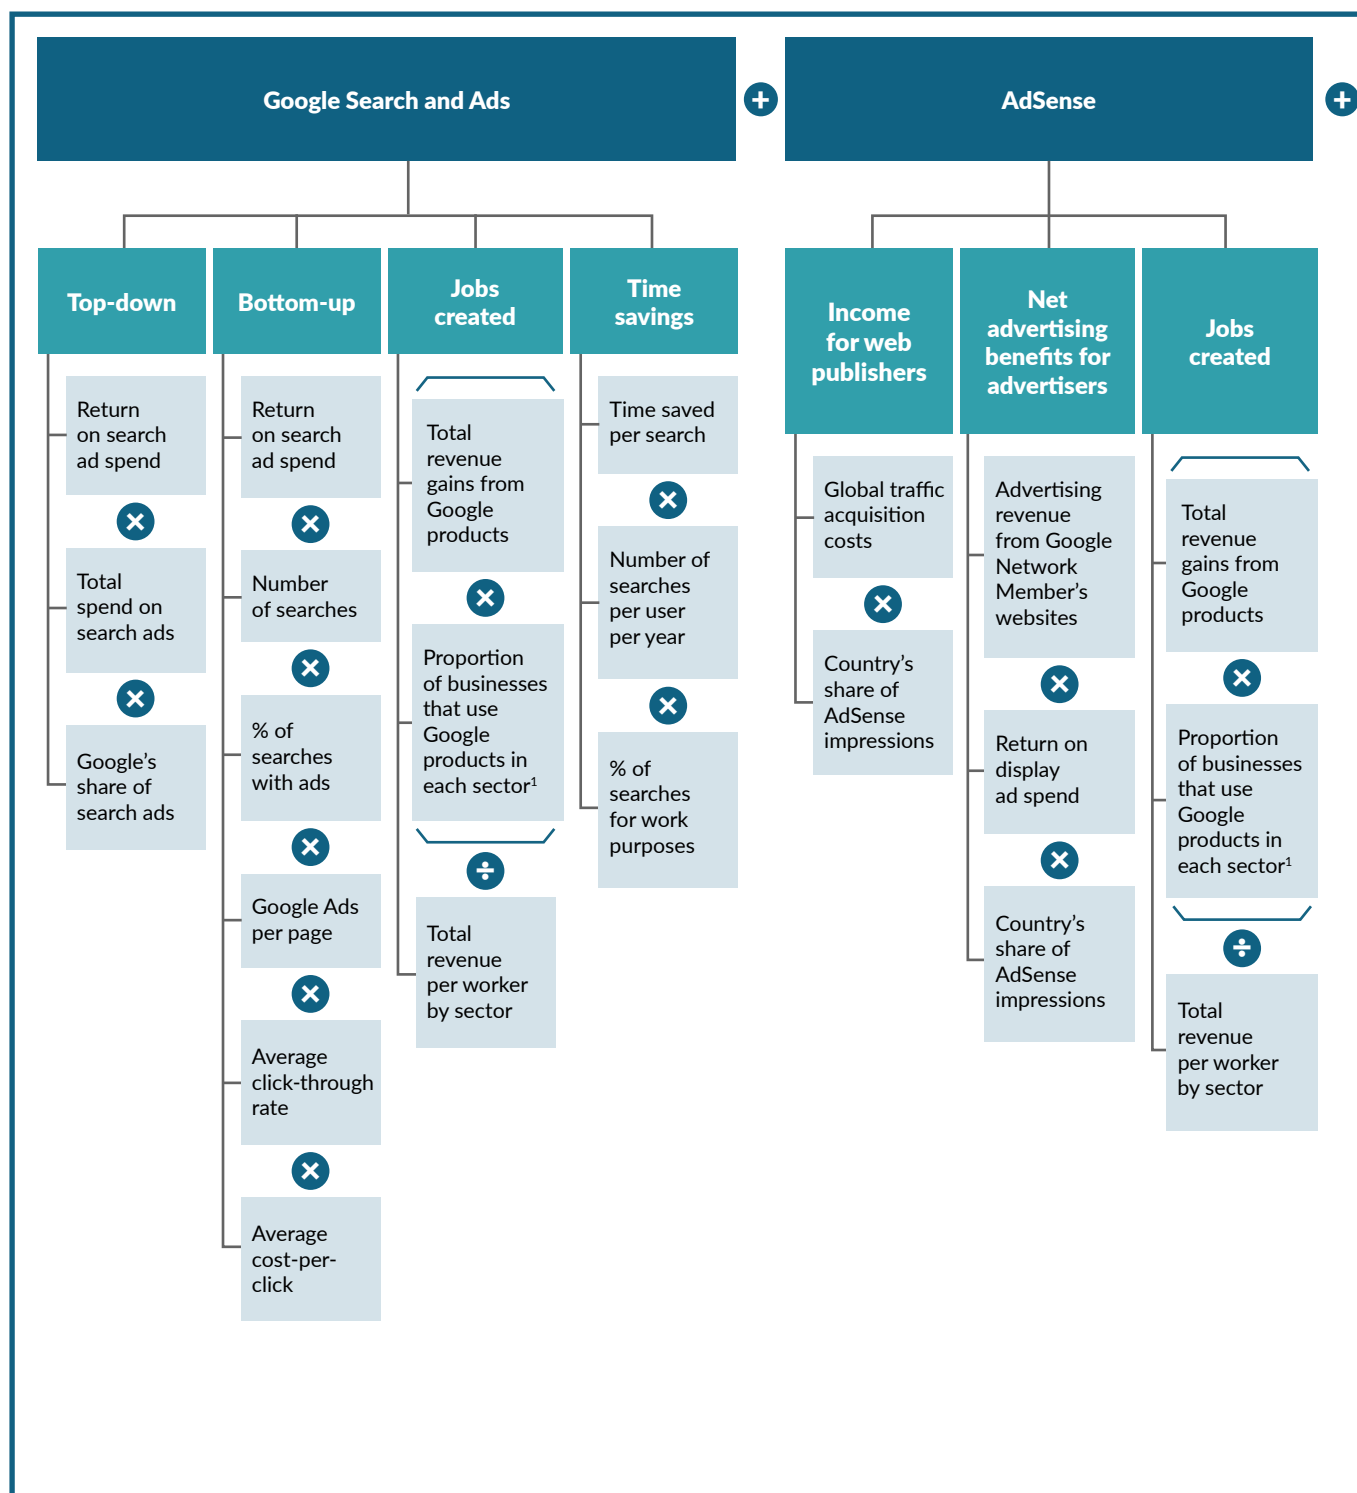 Google Search and Ads
+
AdSense
+
Top-down
Return
on search
ad spend
×
Total
spend on
search ads
×
Google's
share of
search ads
Bottom-up
Return
on search
ad spend
×
Number
of searches
×
% of
searches
with ads
×
Google Ads
per page
×
Average
click-through
rate
×
Average
cost-per-
click
Jobs
created
Total
revenue
gains from
Google
products
×
Proportion
of businesses
that use
Google
products in
each sector¹
÷
Total
revenue
per worker
by sector
Time
savings
Time saved
per search
×
Number of
searches
per user
per year
×
% of
searches
for work
purposes
Income
for web
publishers
Global traffic
acquisition
costs
×
Country's
share of
AdSense
impressions
Net
advertising
benefits for
advertisers
Advertising
revenue
from Google
Network
Member's
websites
×
Return on
display
ad spend
×
Country's
share of
AdSense
impressions
Jobs
created
Total
revenue
gains from
Google
products
×
Proportion
of businesses
that use
Google
products in
each sector¹
÷
Total
revenue
per worker
by sector